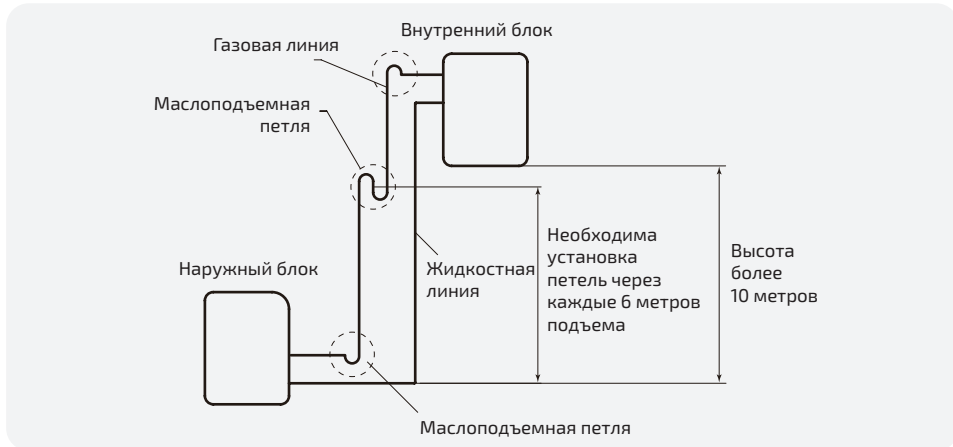 Внутренний блок
Газовая линия
Маслоподъемная
петля
Наружный блок
Жидкостная
линия
Необходима
установка
петель через
каждые 6 метров
подъема
Высота
более
10 метров
Маслоподъемная петля